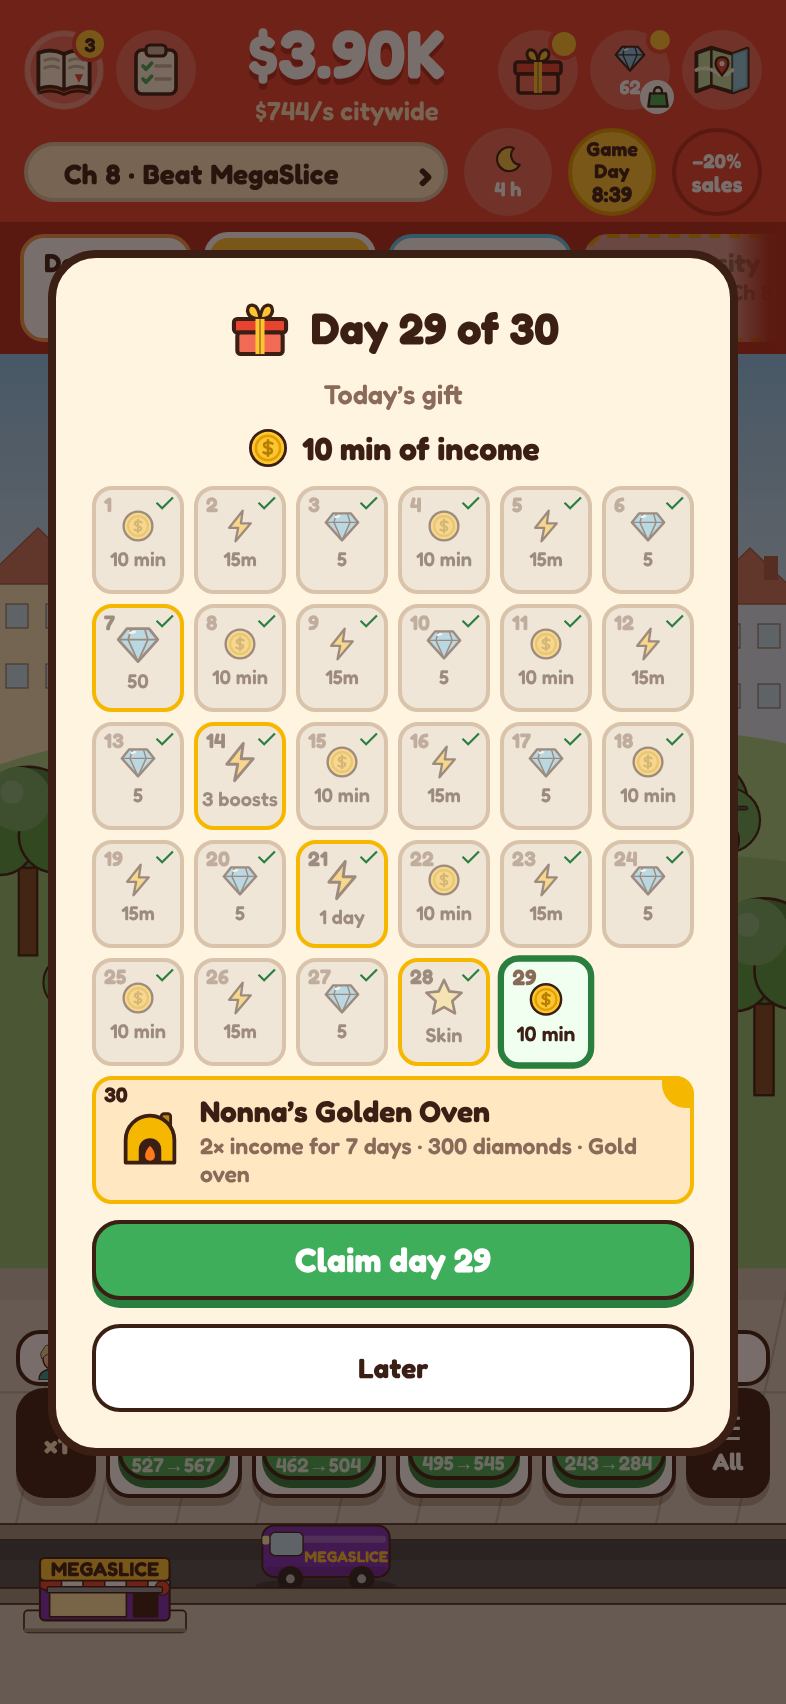 3
$3.90K
$744/s citywide
62
Ch 8 · Beat MegaSlice
4 h
Game
Day
8:39
-20%
sales
Day 29 of 30
Today's gift
10 min of income
1
10 min
2
15m
3
5
4
10 min
5
15m
6
5
7
50
8
10 min
9
15m
10
5
11
10 min
12
15m
13
5
14
3 boosts
15
10 min
16
15m
17
5
18
10 min
19
15m
20
5
21
1 day
22
10 min
23
15m
24
5
25
10 min
26
15m
27
5
28
Skin
29
10 min
30
Nonna's Golden Oven
2× income for 7 days · 300 diamonds · Gold
oven
Claim day 29
Later
527→567
462→504
495→545
243→284
All
MEGASLICE
MEGASLICE